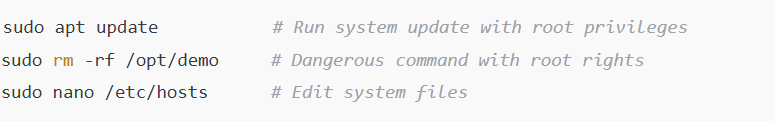 sudo apt update # Run system update with root privileges
sudo rm -rf /opt/demo # Dangerous command with root rights
sudo nano /etc/hosts # Edit system files